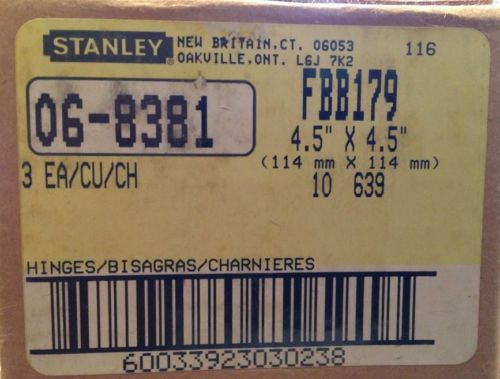 STANLEY NEW BRITAIN,CT. 06053 116
OAKVILLE,ONT. L6J 7K2
06-8381 FBB179
4.5" X 4.5"
(114 mm X 114 mm)
3 EA/CU/CH 10 639
HINGES/BISAGRAS/CHARNIERES
60033923030238